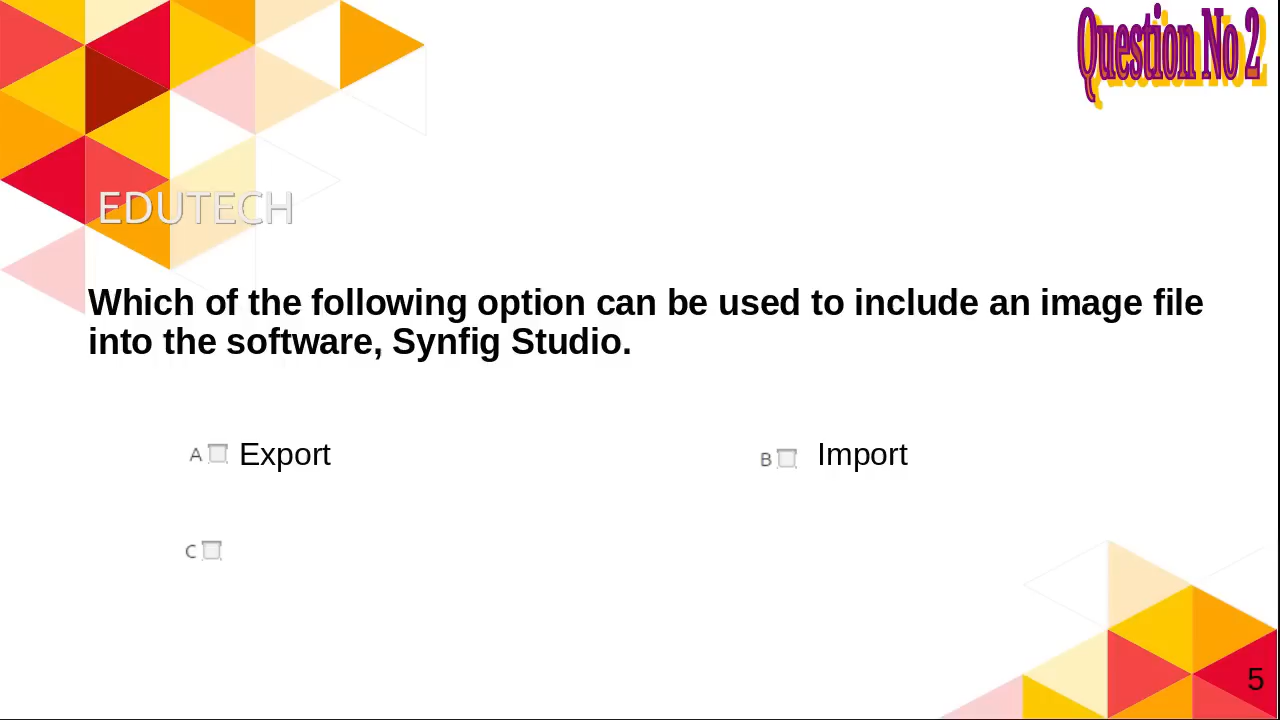 Question No 2
EDUTECH
Which of the following option can be used to include an image file
into the software, Synfig Studio.
A Export
B Import
C
5